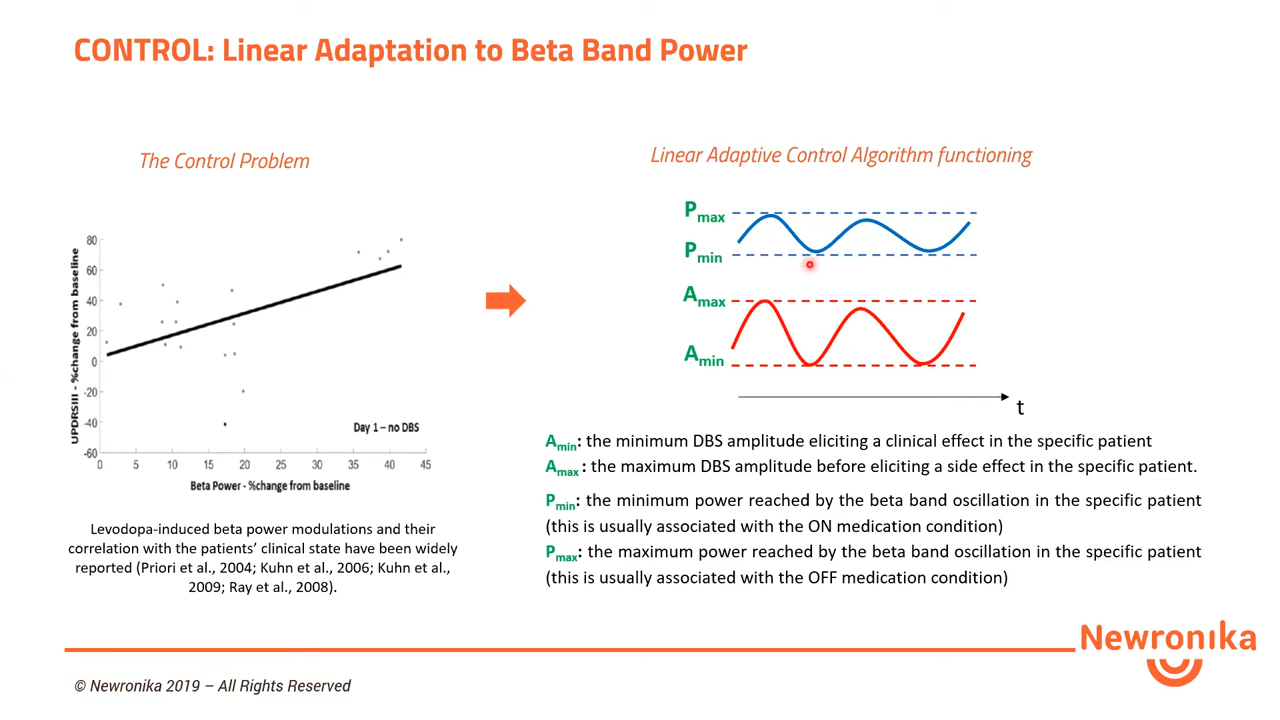 CONTROL: Linear Adaptation to Beta Band Power
The Control Problem
UPDRSIII - %change from baseline
80
60
40
20
0
-20
-40
-60
Day 1 – no DBS
0 5 10 15 20 25 30 35 40 45
Beta Power - %change from baseline
Levodopa-induced beta power modulations and their
correlation with the patients’ clinical state have been widely
reported (Priori et al., 2004; Kuhn et al., 2006; Kuhn et al.,
2009; Ray et al., 2008).
Linear Adaptive Control Algorithm functioning
Pmax
Pmin
Amax
Amin
t
Amin: the minimum DBS amplitude eliciting a clinical effect in the specific patient
Amax : the maximum DBS amplitude before eliciting a side effect in the specific patient.
Pmin: the minimum power reached by the beta band oscillation in the specific patient
(this is usually associated with the ON medication condition)
Pmax: the maximum power reached by the beta band oscillation in the specific patient
(this is usually associated with the OFF medication condition)
Newronika
© Newronika 2019 – All Rights Reserved